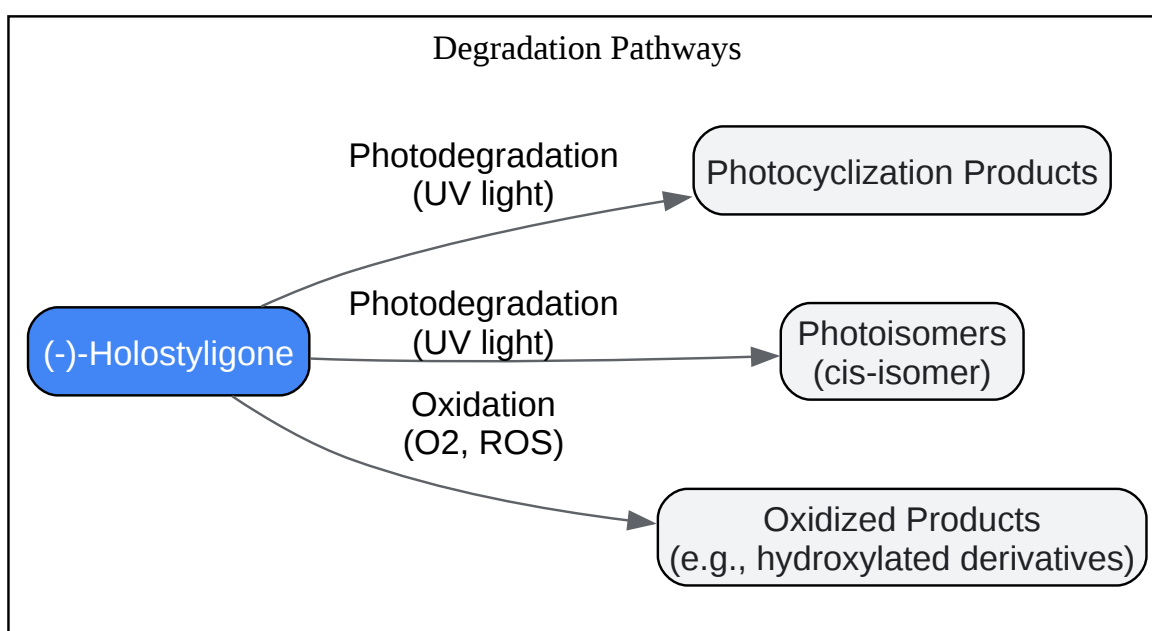 Degradation Pathways
Photodegradation
(UV light)
Photocyclization Products
(-)-Holostyligone
Photodegradation
(UV light)
Photoisomers
(cis-isomer)
Oxidation
(O2, ROS)
Oxidized Products
(e.g., hydroxylated derivatives)